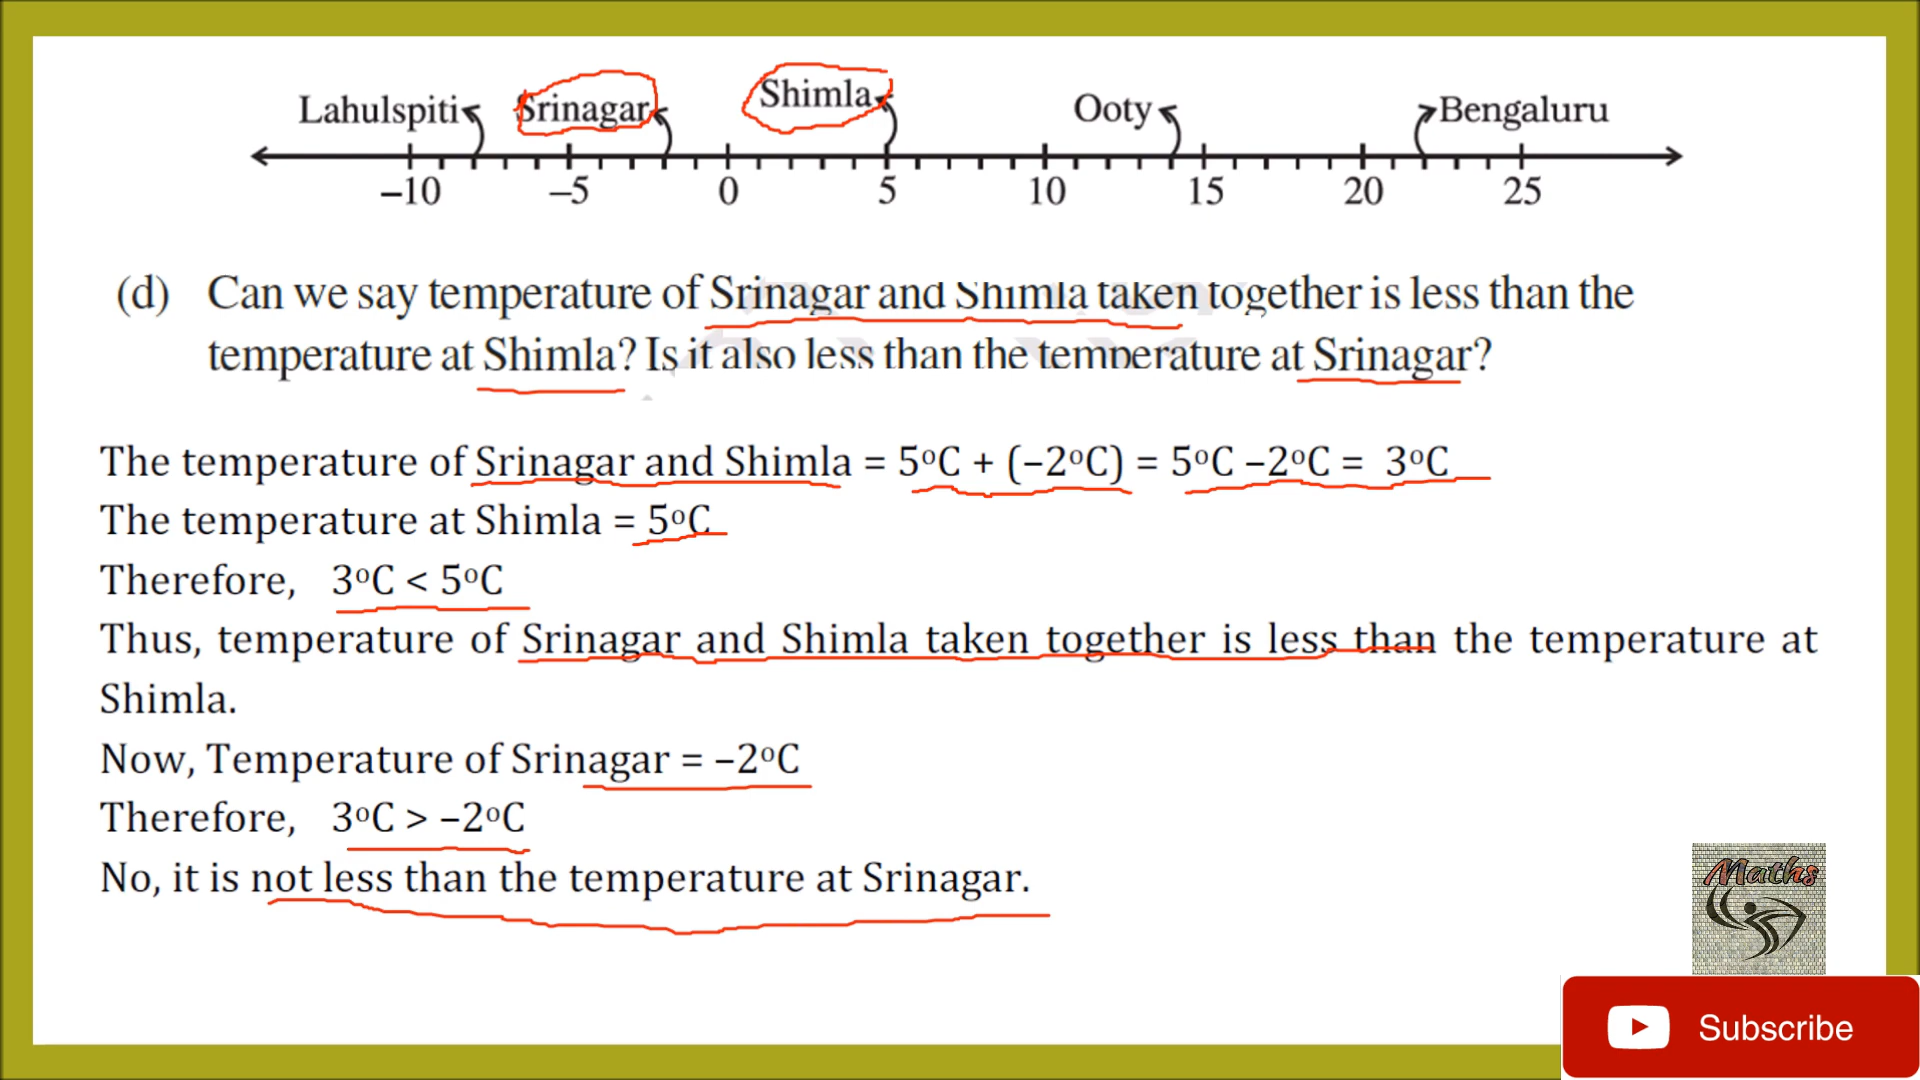 Lahulspiti Srinagar Shimla Ooty Bengaluru
–10 –5 0 5 10 15 20 25
(d) Can we say temperature of Srinagar and Shimla taken together is less than the
temperature at Shimla? Is it also less than the temperature at Srinagar?
The temperature of Srinagar and Shimla = 5°C + (–2°C) = 5°C –2°C = 3°C
The temperature at Shimla = 5°C
Therefore, 3°C < 5°C
Thus, temperature of Srinagar and Shimla taken together is less than the temperature at
Shimla.
Now, Temperature of Srinagar = –2°C
Therefore, 3°C > –2°C
No, it is not less than the temperature at Srinagar.
Maths
Subscribe